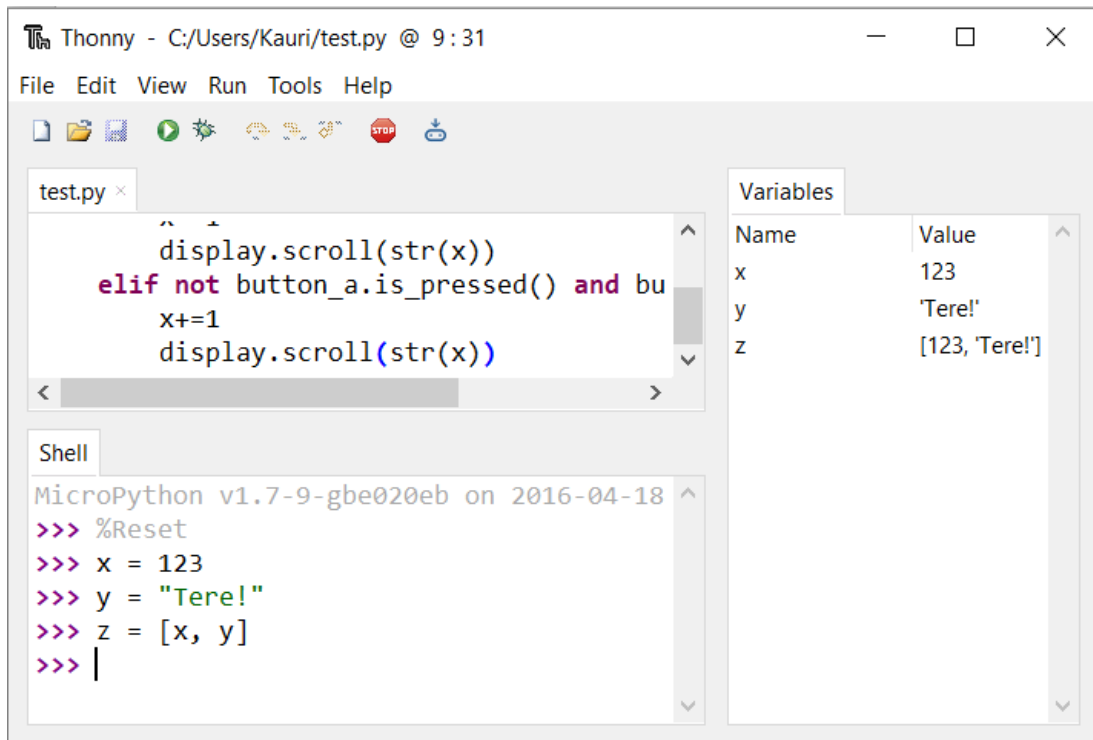 Thonny - C:/Users/Kauri/test.py @ 9:31
File Edit View Run Tools Help
STOP
test.py ×
display.scroll(str(x))
elif not button_a.is_pressed() and bu
x+=1
display.scroll(str(x))
Shell
MicroPython v1.7-9-gbe020eb on 2016-04-18
>>> %Reset
>>> x = 123
>>> y = "Tere!"
>>> z = [x, y]
>>>
Variables
Name Value
x 123
y 'Tere!'
z [123, 'Tere!']